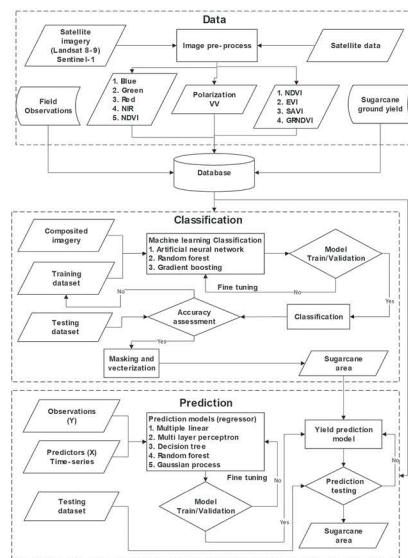 Data
Satellite
imagery
(Landsat 8-9)
Sentinel-1
Image pre-process
Satellite data
1. Blue
2. Green
3. Red
4. NIR
5. NDVI
Polarization
VV
1. NDVI
2. EVI
3. SAVI
4. GRNDVI
Field
Observations
Sugarcane
ground yield
Database
Classification
Composited
imagery
Machine learning Classification
1. Artificial neural network
2. Random forest
3. Gradient boosting
Model
Train/Validation
Training
dataset
Fine tuning
No
No
Yes
Testing
dataset
Accuracy
assessment
Classification
Yes
Masking and
vectorization
Sugarcane
area
Prediction
Observations
(Y)
Prediction models (regressor)
1. Multiple linear
2. Multi layer perceptron
3. Decision tree
4. Random forest
5. Gaussian process
Yield prediction
model
Predictors (X)
Time-series
Fine tuning
No
No
Prediction
testing
Testing
dataset
Model
Train/Validation
Yes
Yes
Sugarcane
area